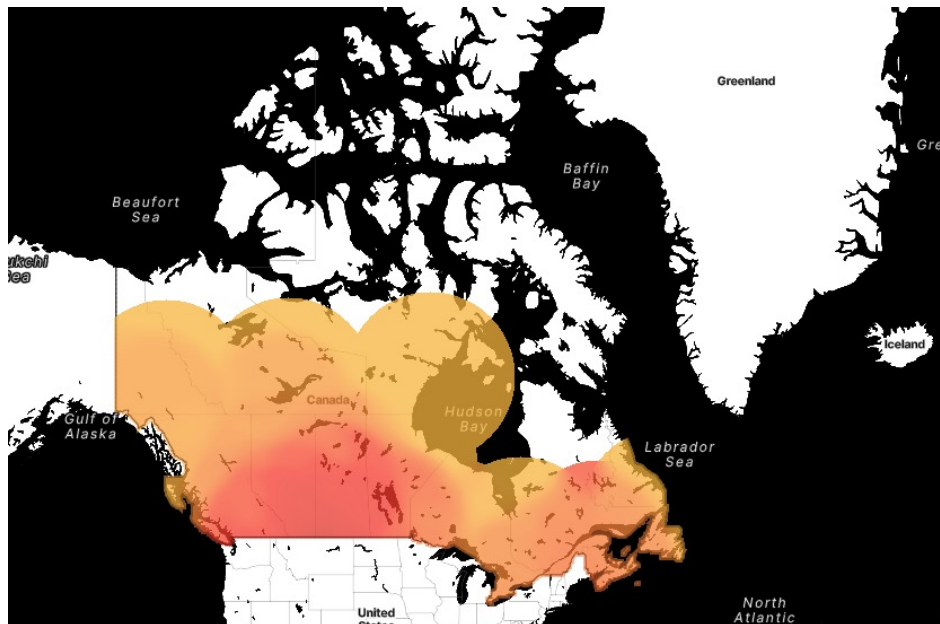 Greenland
Gre
Baffin
Bay
Beaufort
Sea
ukchi
Sea
Iceland
Canada
Hudson
Bay
Gulf of
Alaska
Labrador
Sea
United
States
North
Atlantic